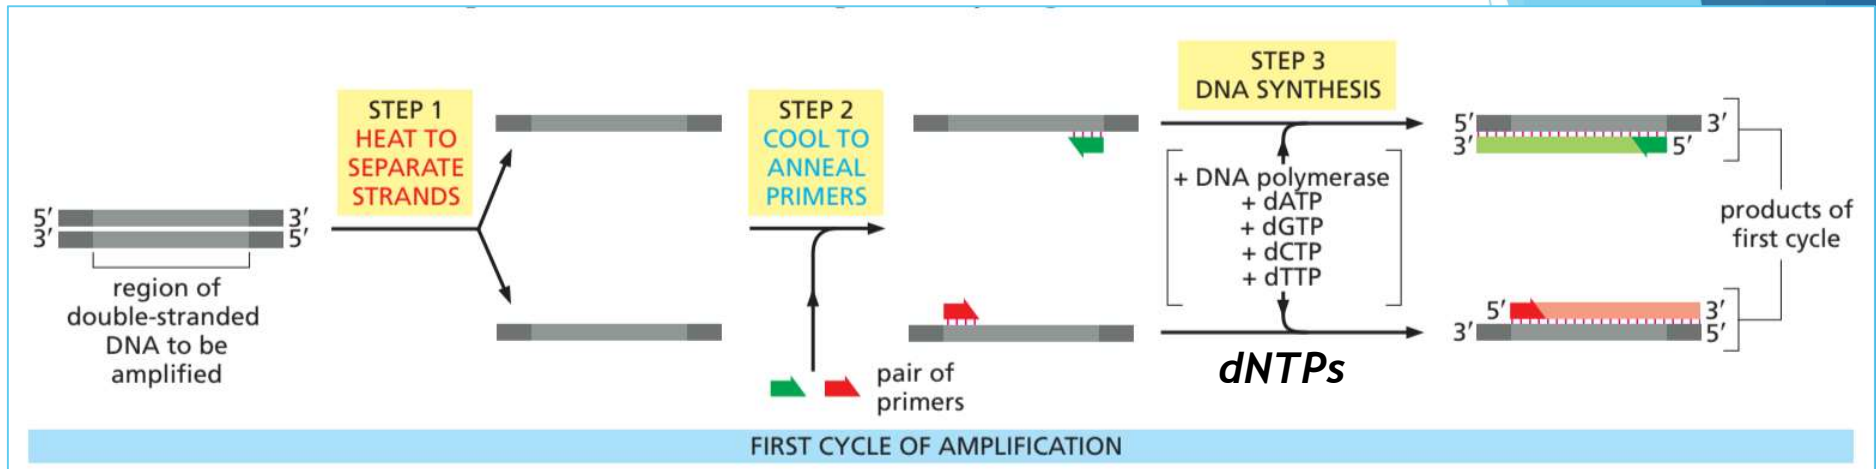 STEP 1
HEAT TO
SEPARATE
STRANDS
5′ 3′
3′ 5′
region of
double-stranded
DNA to be
amplified
STEP 2
COOL TO
ANNEAL
PRIMERS
pair of
primers
STEP 3
DNA SYNTHESIS
+ DNA polymerase
+ dATP
+ dGTP
+ dCTP
+ dTTP
dNTPs
5′ 3′
3′ 5′
5′ 3′
3′ 5′
products of
first cycle
FIRST CYCLE OF AMPLIFICATION